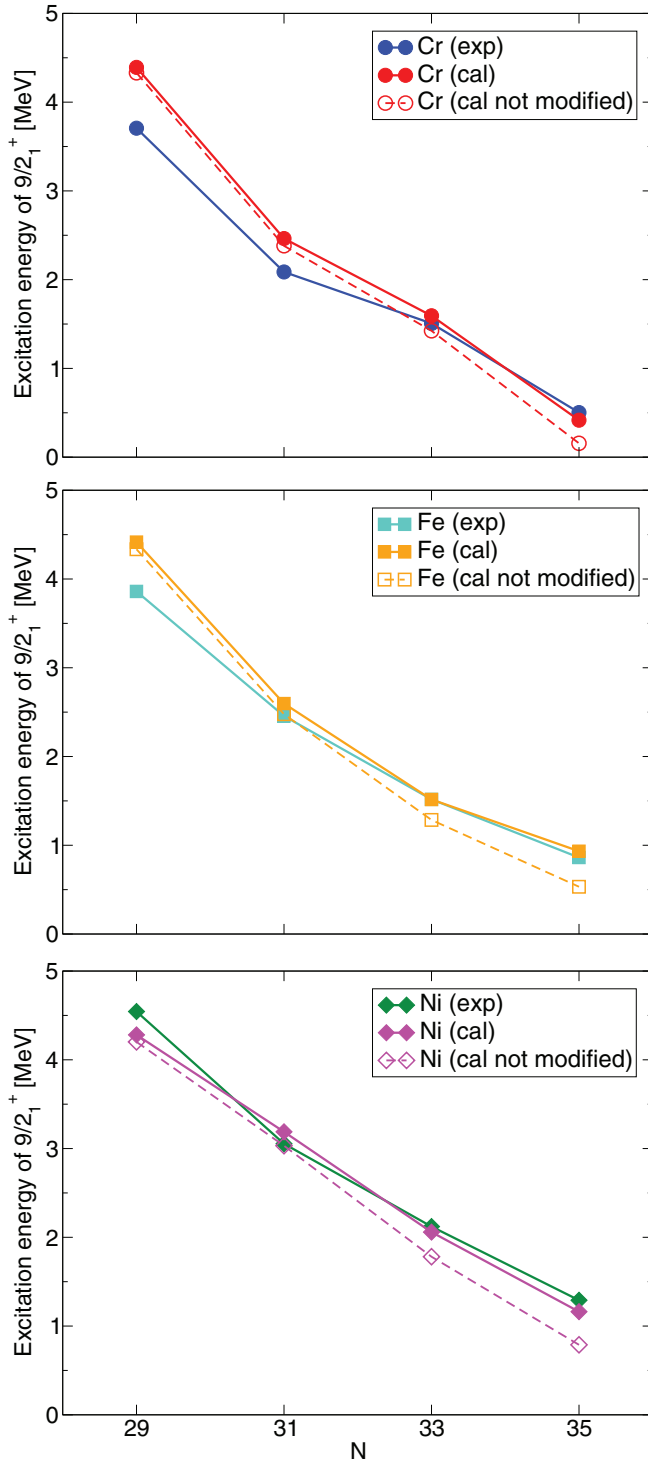 5
4
3
2
1
0
Excitation energy of 9/2₁⁺ [MeV]
Cr (exp)
Cr (cal)
Cr (cal not modified)
5
4
3
2
1
0
Excitation energy of 9/2₁⁺ [MeV]
Fe (exp)
Fe (cal)
Fe (cal not modified)
5
4
3
2
1
0
Excitation energy of 9/2₁⁺ [MeV]
Ni (exp)
Ni (cal)
Ni (cal not modified)
29 31 33 35
N